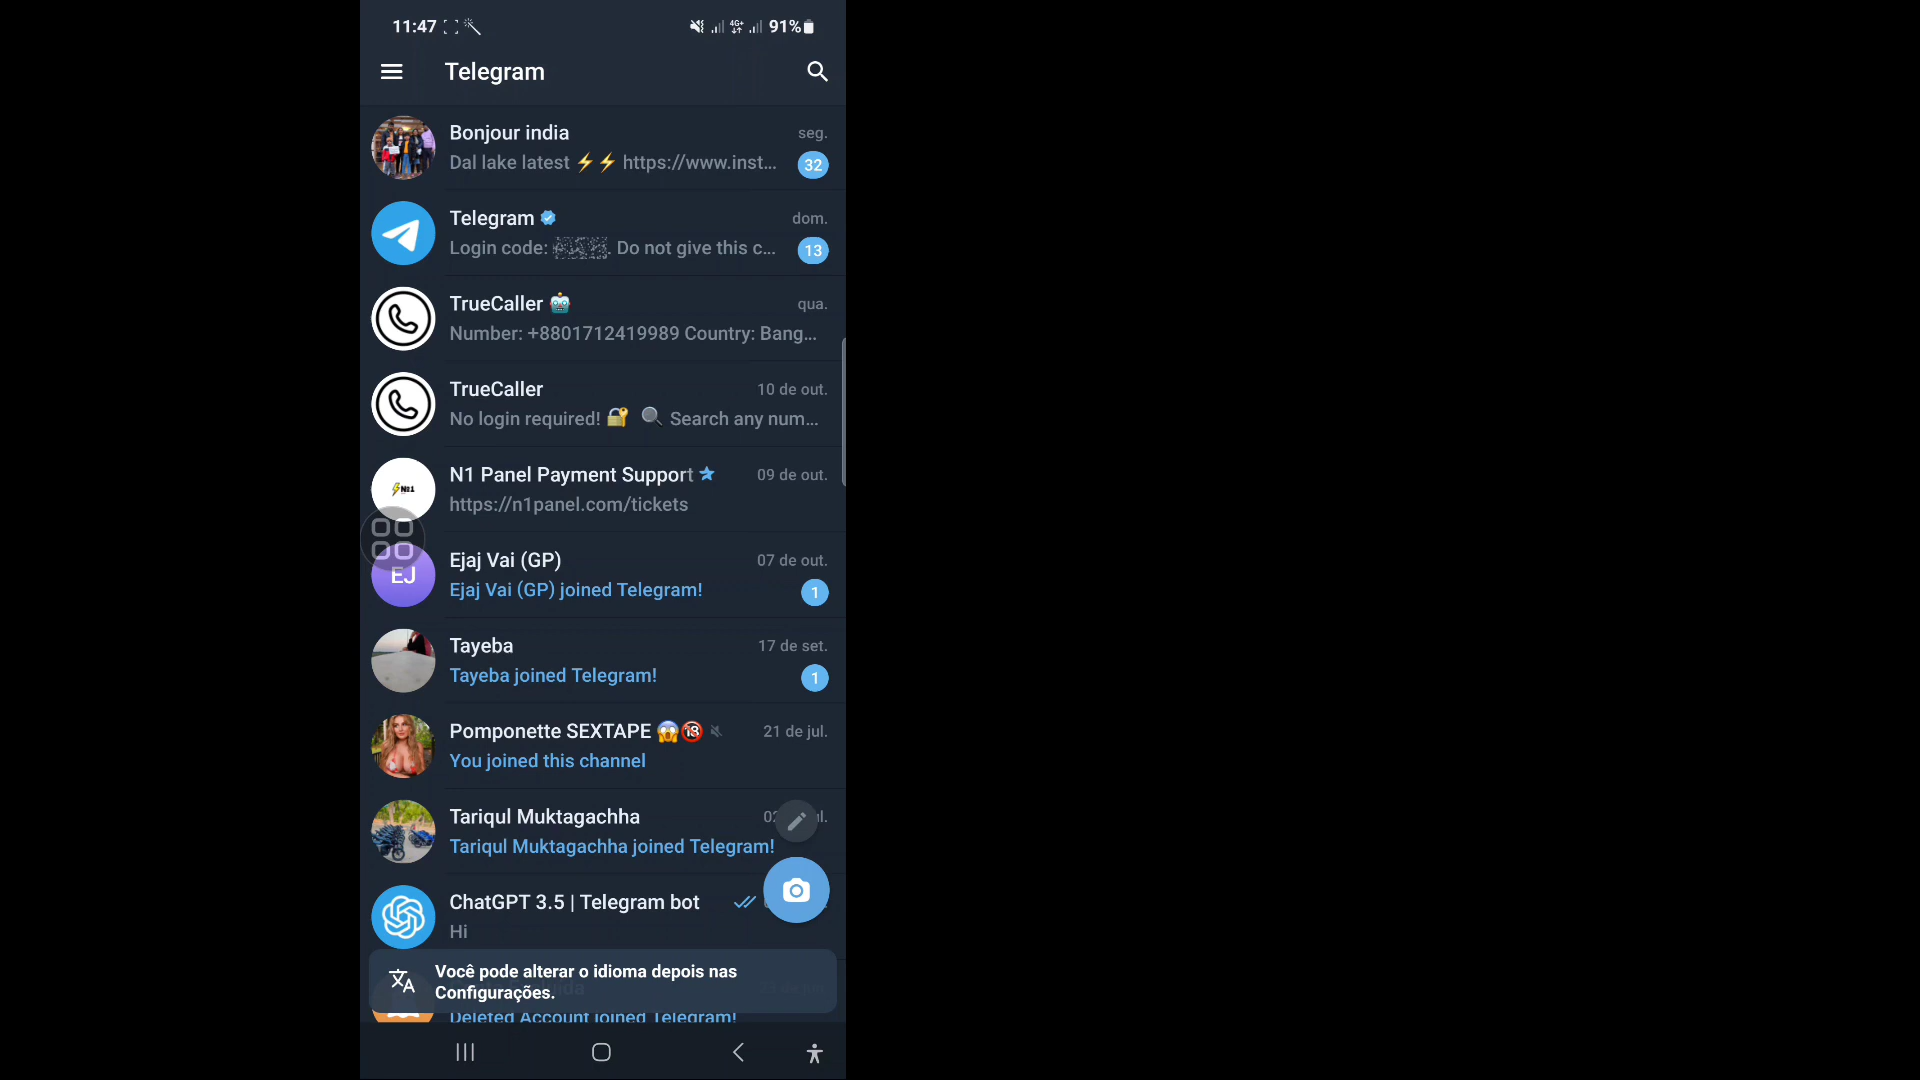 11:47 4G+ 91%
Telegram
Bonjour india seg.
Dal lake latest ⚡⚡ https://www.inst... 32
Telegram dom.
Login code: . Do not give this c... 13
TrueCaller 🤖 qua.
Number: +8801712419989 Country: Bang...
TrueCaller 10 de out.
No login required! 🔐 🔍 Search any num...
N1 Panel Payment Support 09 de out.
https://n1panel.com/tickets
№1
Ejaj Vai (GP) 07 de out.
EJ
Ejaj Vai (GP) joined Telegram! 1
Tayeba 17 de set.
Tayeba joined Telegram! 1
Pomponette SEXTAPE 😱🔞 21 de jul.
You joined this channel
Tariqul Muktagachha
Tariqul Muktagachha joined Telegram!
ChatGPT 3.5 | Telegram bot
Hi
Você pode alterar o idioma depois nas
Configurações.
Deleted Account joined Telegram!